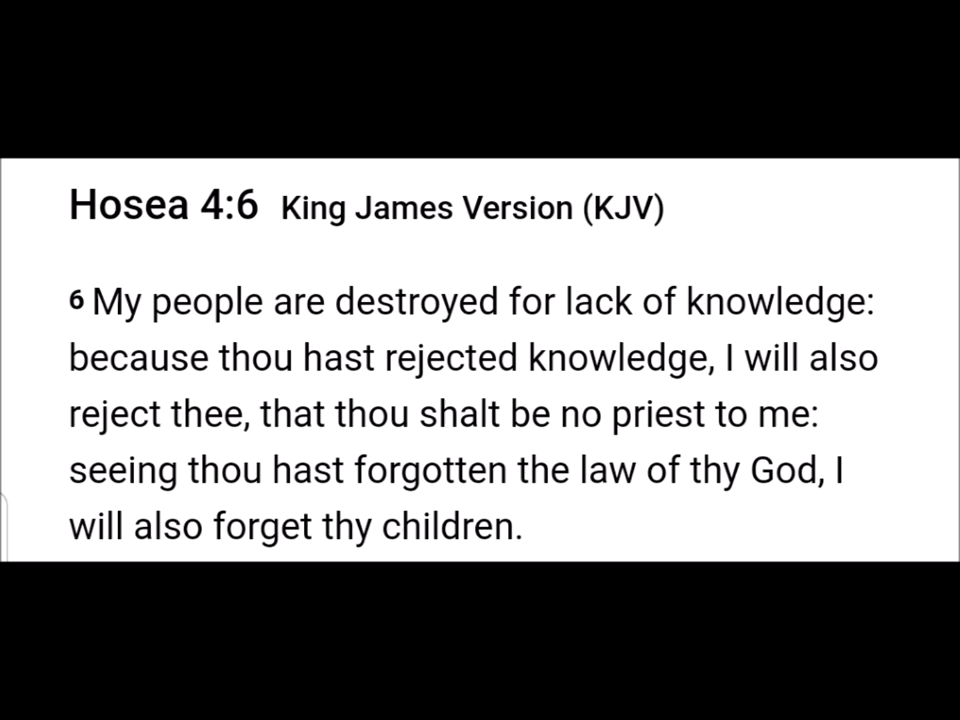 Hosea 4:6 King James Version (KJV)
6 My people are destroyed for lack of knowledge:
because thou hast rejected knowledge, I will also
reject thee, that thou shalt be no priest to me:
seeing thou hast forgotten the law of thy God, I
will also forget thy children.